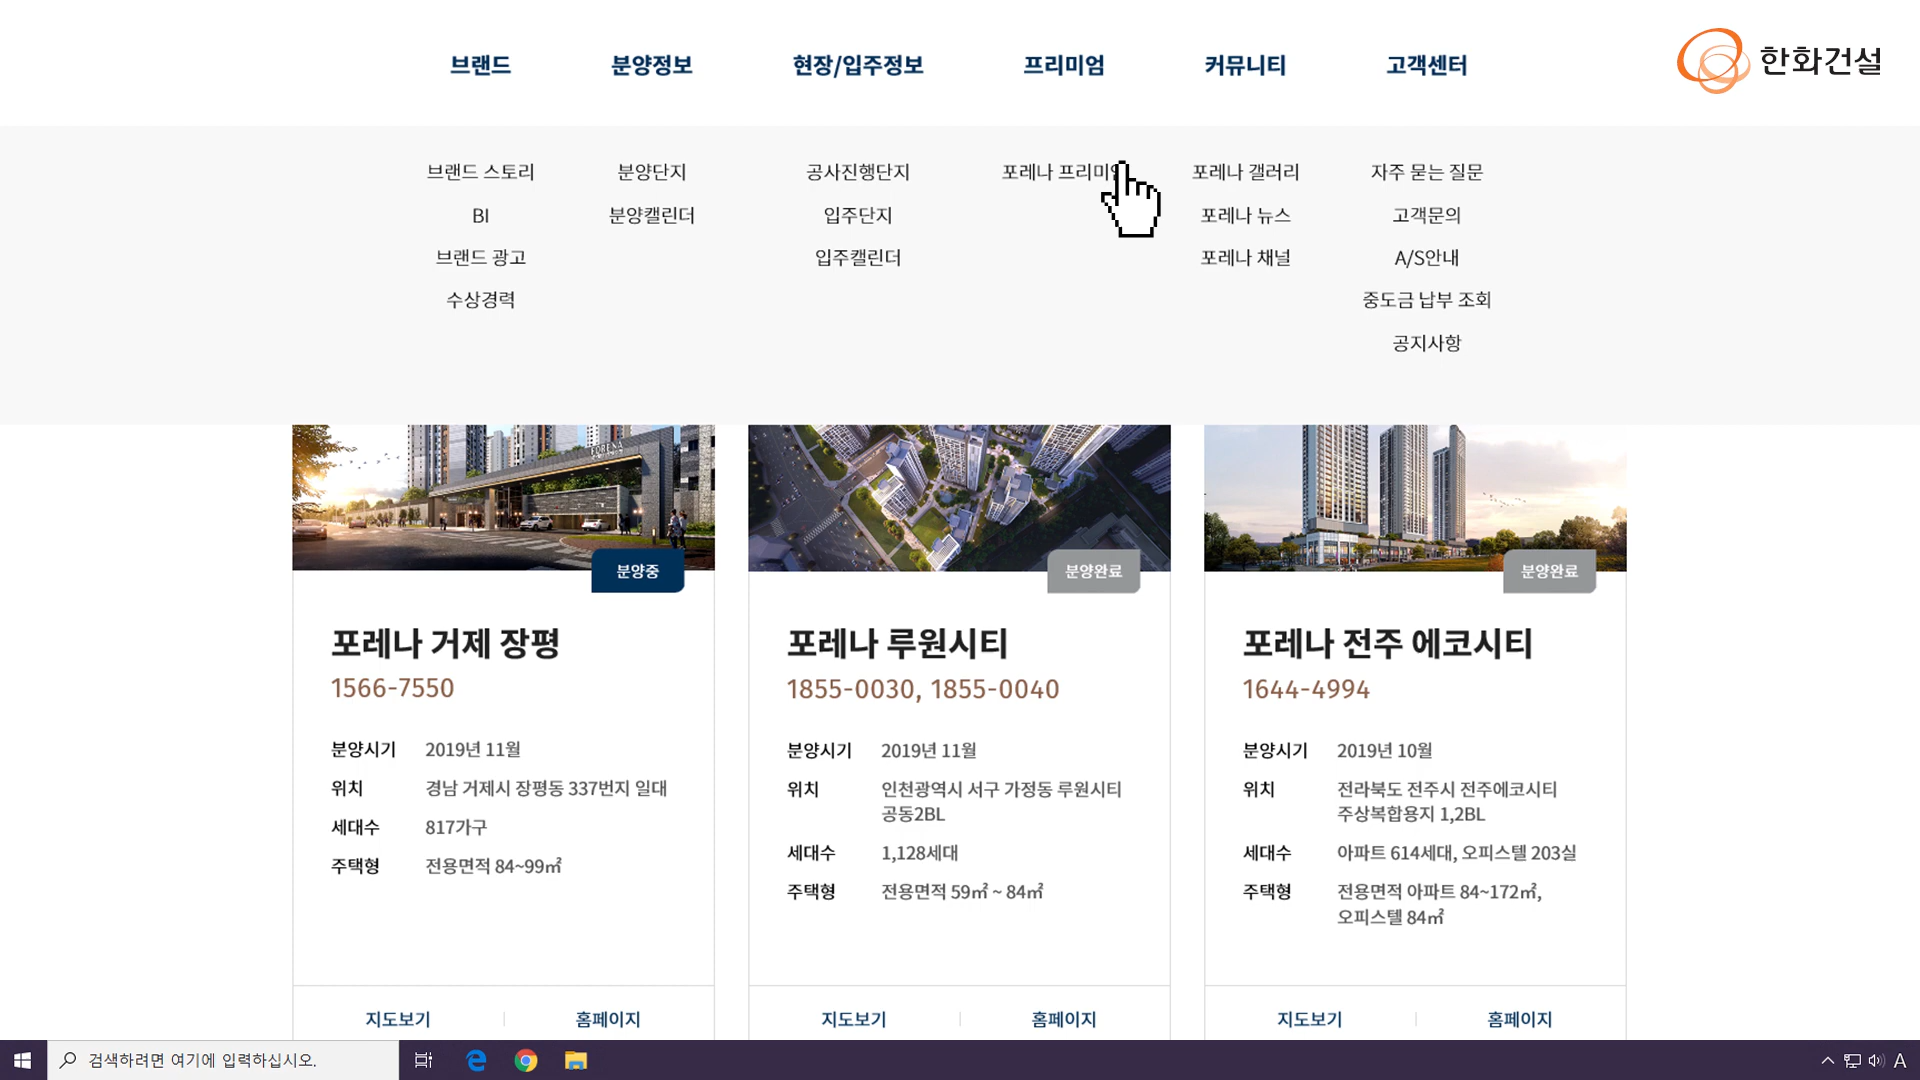 브랜드 분양정보 현장/입주정보 프리미엄 커뮤니티 고객센터 한화건설
브랜드 스토리 분양단지 공사진행단지 포레나 프리미 포레나 갤러리 자주 묻는 질문
BI 분양캘린더 입주단지 포레나 뉴스 고객문의
브랜드 광고 입주캘린더 포레나 채널 A/S안내
수상경력 중도금 납부 조회
공지사항
FORENA
분양중
포레나 거제 장평
1566-7550
분양시기 2019년 11월
위치 경남 거제시 장평동 337번지 일대
세대수 817가구
주택형 전용면적 84~99㎡
지도보기 홈페이지
분양완료
포레나 루원시티
1855-0030, 1855-0040
분양시기 2019년 11월
위치 인천광역시 서구 가정동 루원시티
공동2BL
세대수 1,128세대
주택형 전용면적 59㎡ ~ 84㎡
지도보기 홈페이지
분양완료
포레나 전주 에코시티
1644-4994
분양시기 2019년 10월
위치 전라북도 전주시 전주에코시티
주상복합용지 1,2BL
세대수 아파트 614세대, 오피스텔 203실
주택형 전용면적 아파트 84~172㎡,
오피스텔 84㎡
지도보기 홈페이지
검색하려면 여기에 입력하십시오. A